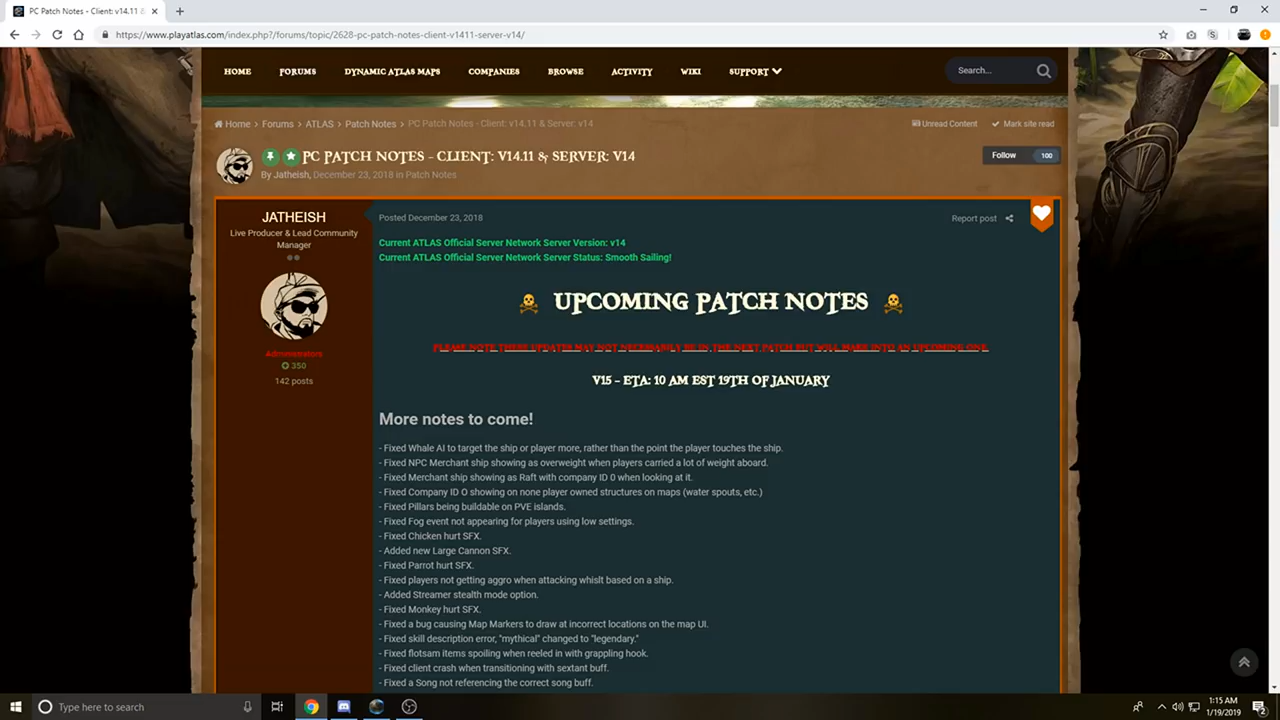 PC Patch Notes - Client: v14.11 &
https://www.playatlas.com/index.php?/forums/topic/2628-pc-patch-notes-client-v1411-server-v14/
HOME FORUMS DYNAMIC ATLAS MAPS COMPANIES BROWSE ACTIVITY WIKI SUPPORT Search...
Home > Forums > ATLAS > Patch Notes > PC Patch Notes - Client: v14.11 & Server: v14 Unread Content Mark site read
PC PATCH NOTES - CLIENT: V14.11 & SERVER: V14 Follow 100
By Jatheish, December 23, 2018 in Patch Notes
JATHEISH
Live Producer & Lead Community
Manager
Administrators
350
142 posts
Posted December 23, 2018 Report post
Current ATLAS Official Server Network Server Version: v14
Current ATLAS Official Server Network Server Status: Smooth Sailing!
UPCOMING PATCH NOTES
PLEASE NOTE THESE UPDATES MAY NOT NECESSARILY BE IN THE NEXT PATCH BUT WILL MAKE INTO AN UPCOMING ONE.
V15 - ETA: 10 AM EST 19TH OF JANUARY
More notes to come!
- Fixed Whale AI to target the ship or player more, rather than the point the player touches the ship.
- Fixed NPC Merchant ship showing as overweight when players carried a lot of weight aboard.
- Fixed Merchant ship showing as Raft with company ID 0 when looking at it.
- Fixed Company ID O showing on none player owned structures on maps (water spouts, etc.)
- Fixed Pillars being buildable on PVE islands.
- Fixed Fog event not appearing for players using low settings.
- Fixed Chicken hurt SFX.
- Added new Large Cannon SFX.
- Fixed Parrot hurt SFX.
- Fixed players not getting aggro when attacking whislt based on a ship.
- Added Streamer stealth mode option.
- Fixed Monkey hurt SFX.
- Fixed a bug causing Map Markers to draw at incorrect locations on the map UI.
- Fixed skill description error, "mythical" changed to "legendary."
- Fixed flotsam items spoiling when reeled in with grappling hook.
- Fixed client crash when transitioning with sextant buff.
- Fixed a Song not referencing the correct song buff.
Type here to search
1:15 AM
1/19/2019
2